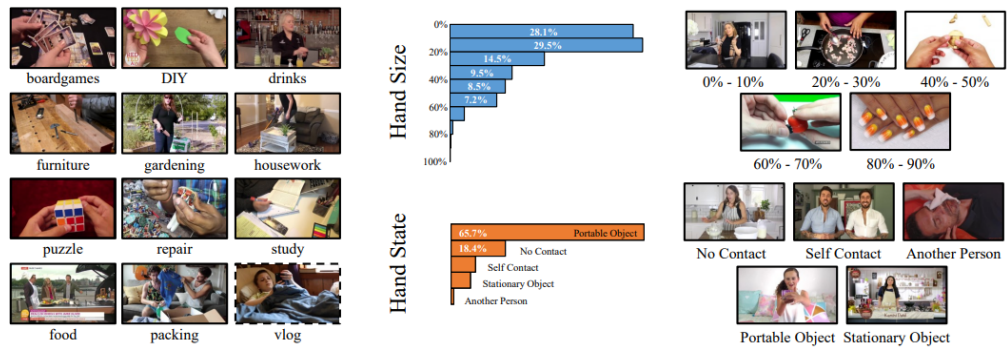 boardgames
DIY
drinks
furniture
gardening
housework
puzzle
repair
study
food
packing
vlog
Hand Size
0%
20%
40%
60%
80%
100%
28.1%
29.5%
14.5%
9.5%
8.5%
7.2%
Hand State
65.7% Portable Object
18.4% No Contact
Self Contact
Stationary Object
Another Person
0% - 10%
20% - 30%
40% - 50%
60% - 70%
80% - 90%
No Contact
Self Contact
Another Person
Portable Object
Stationary Object